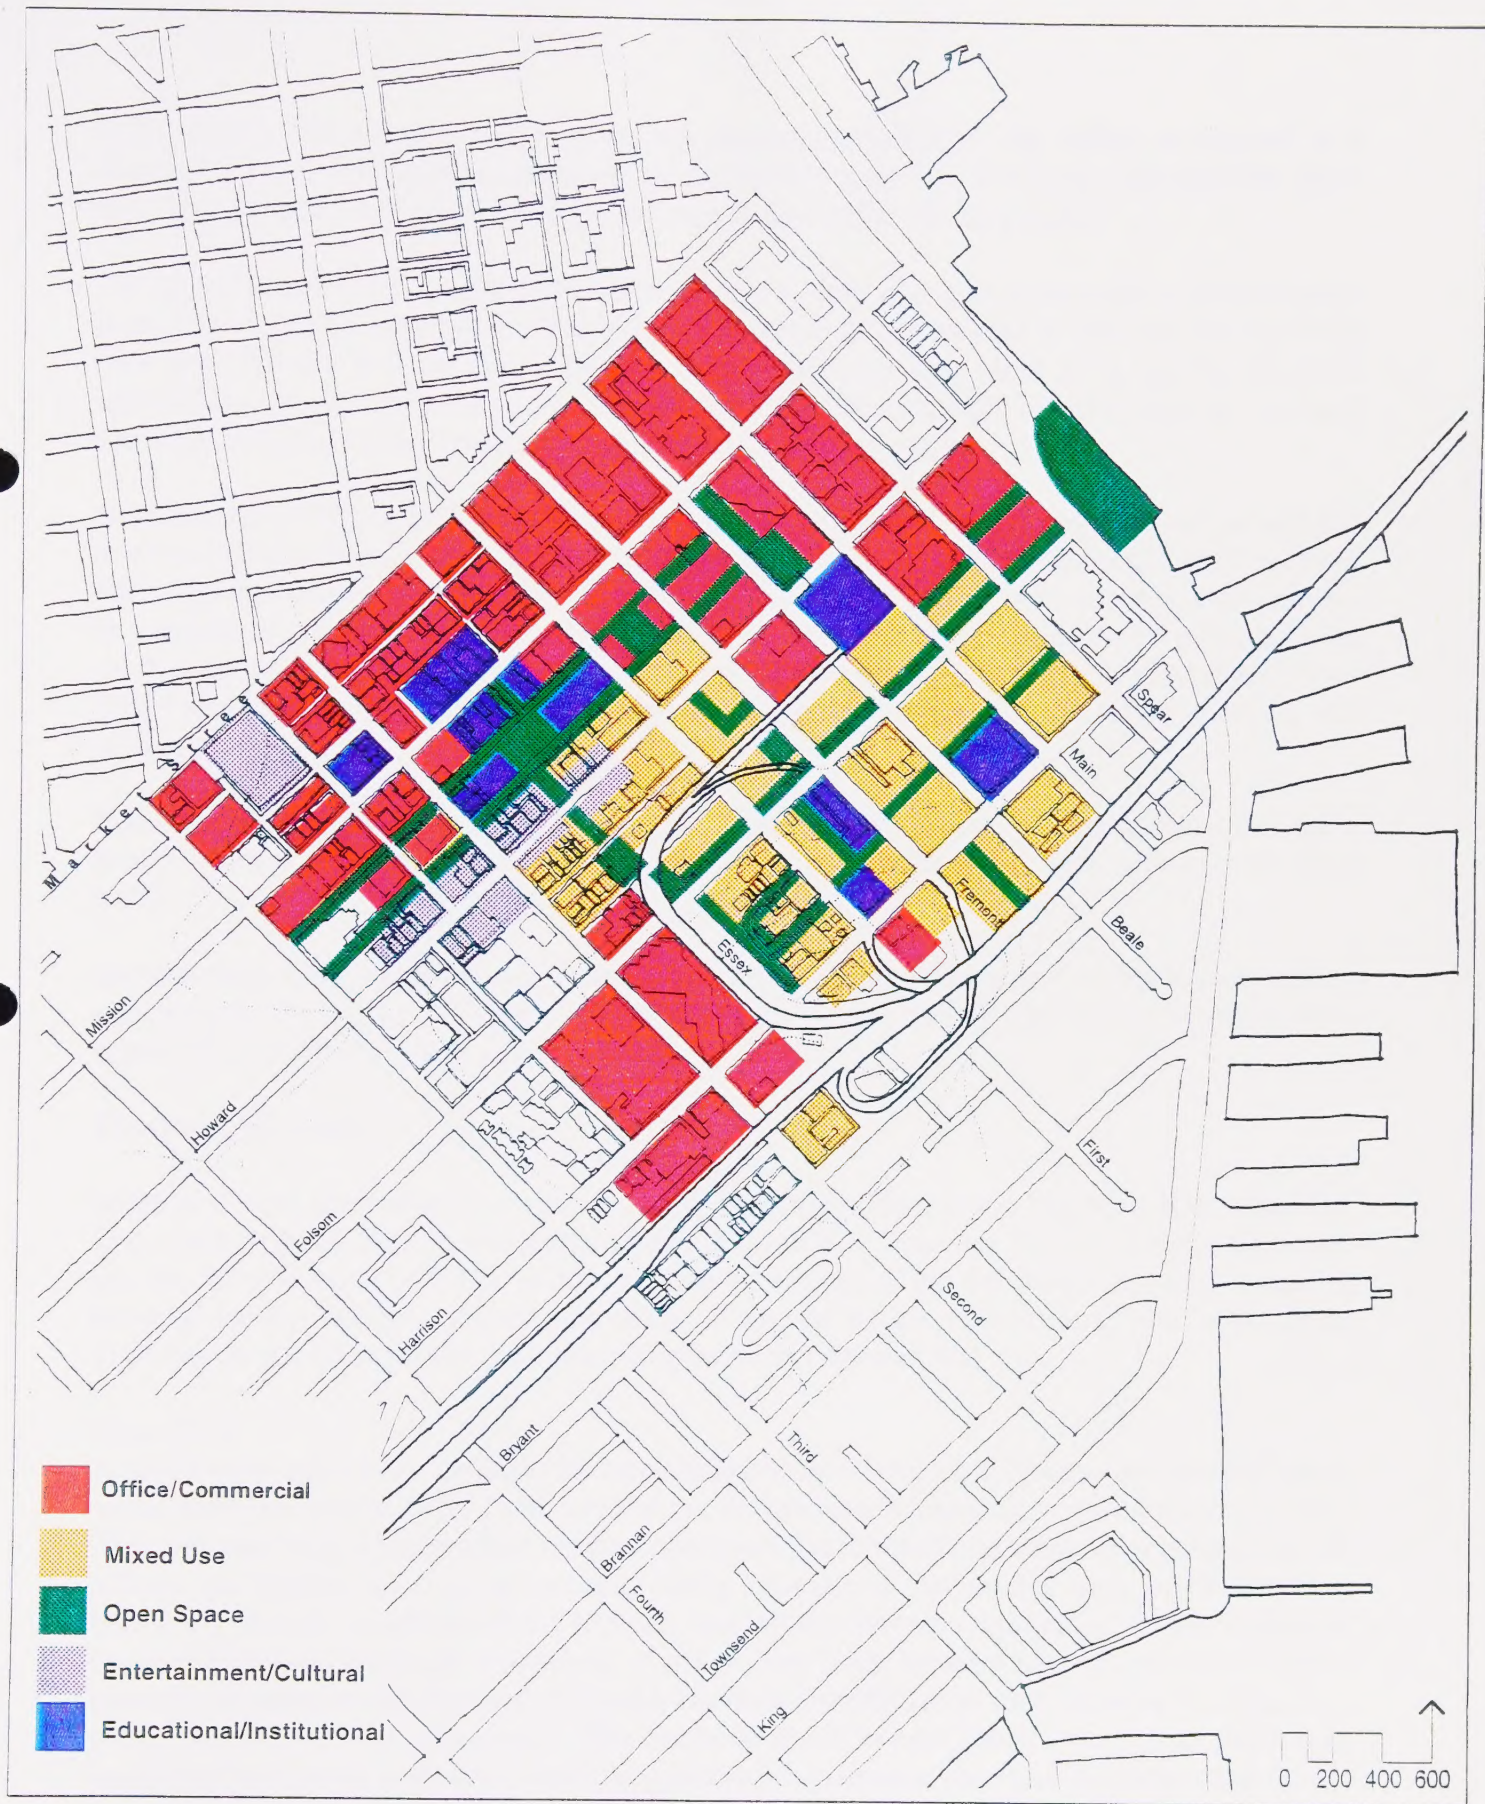 Market Street
Spear
Main
Fremont
Beale
Essex
Mission
Howard
First
Folsom
Harrison
Second
Bryant
Third
Brannan
Fourth
Townsend
King
Office/Commercial
Mixed Use
Open Space
Entertainment/Cultural
Educational/Institutional
0 200 400 600